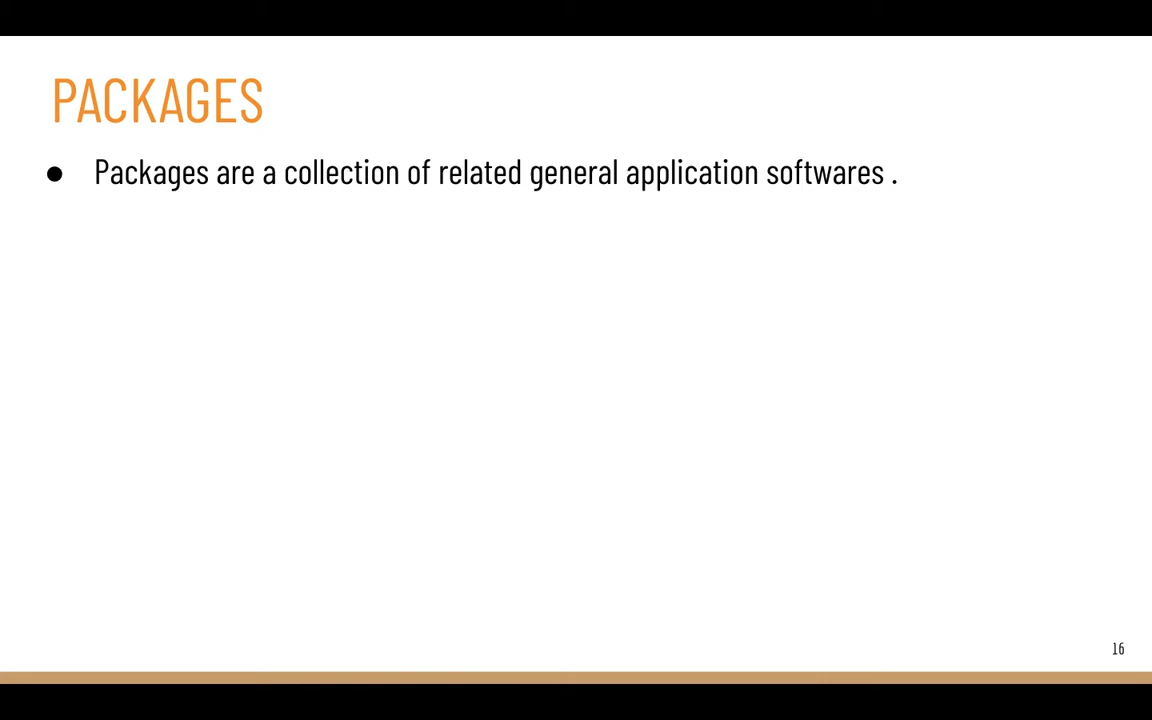 PACKAGES
● Packages are a collection of related general application softwares .
16